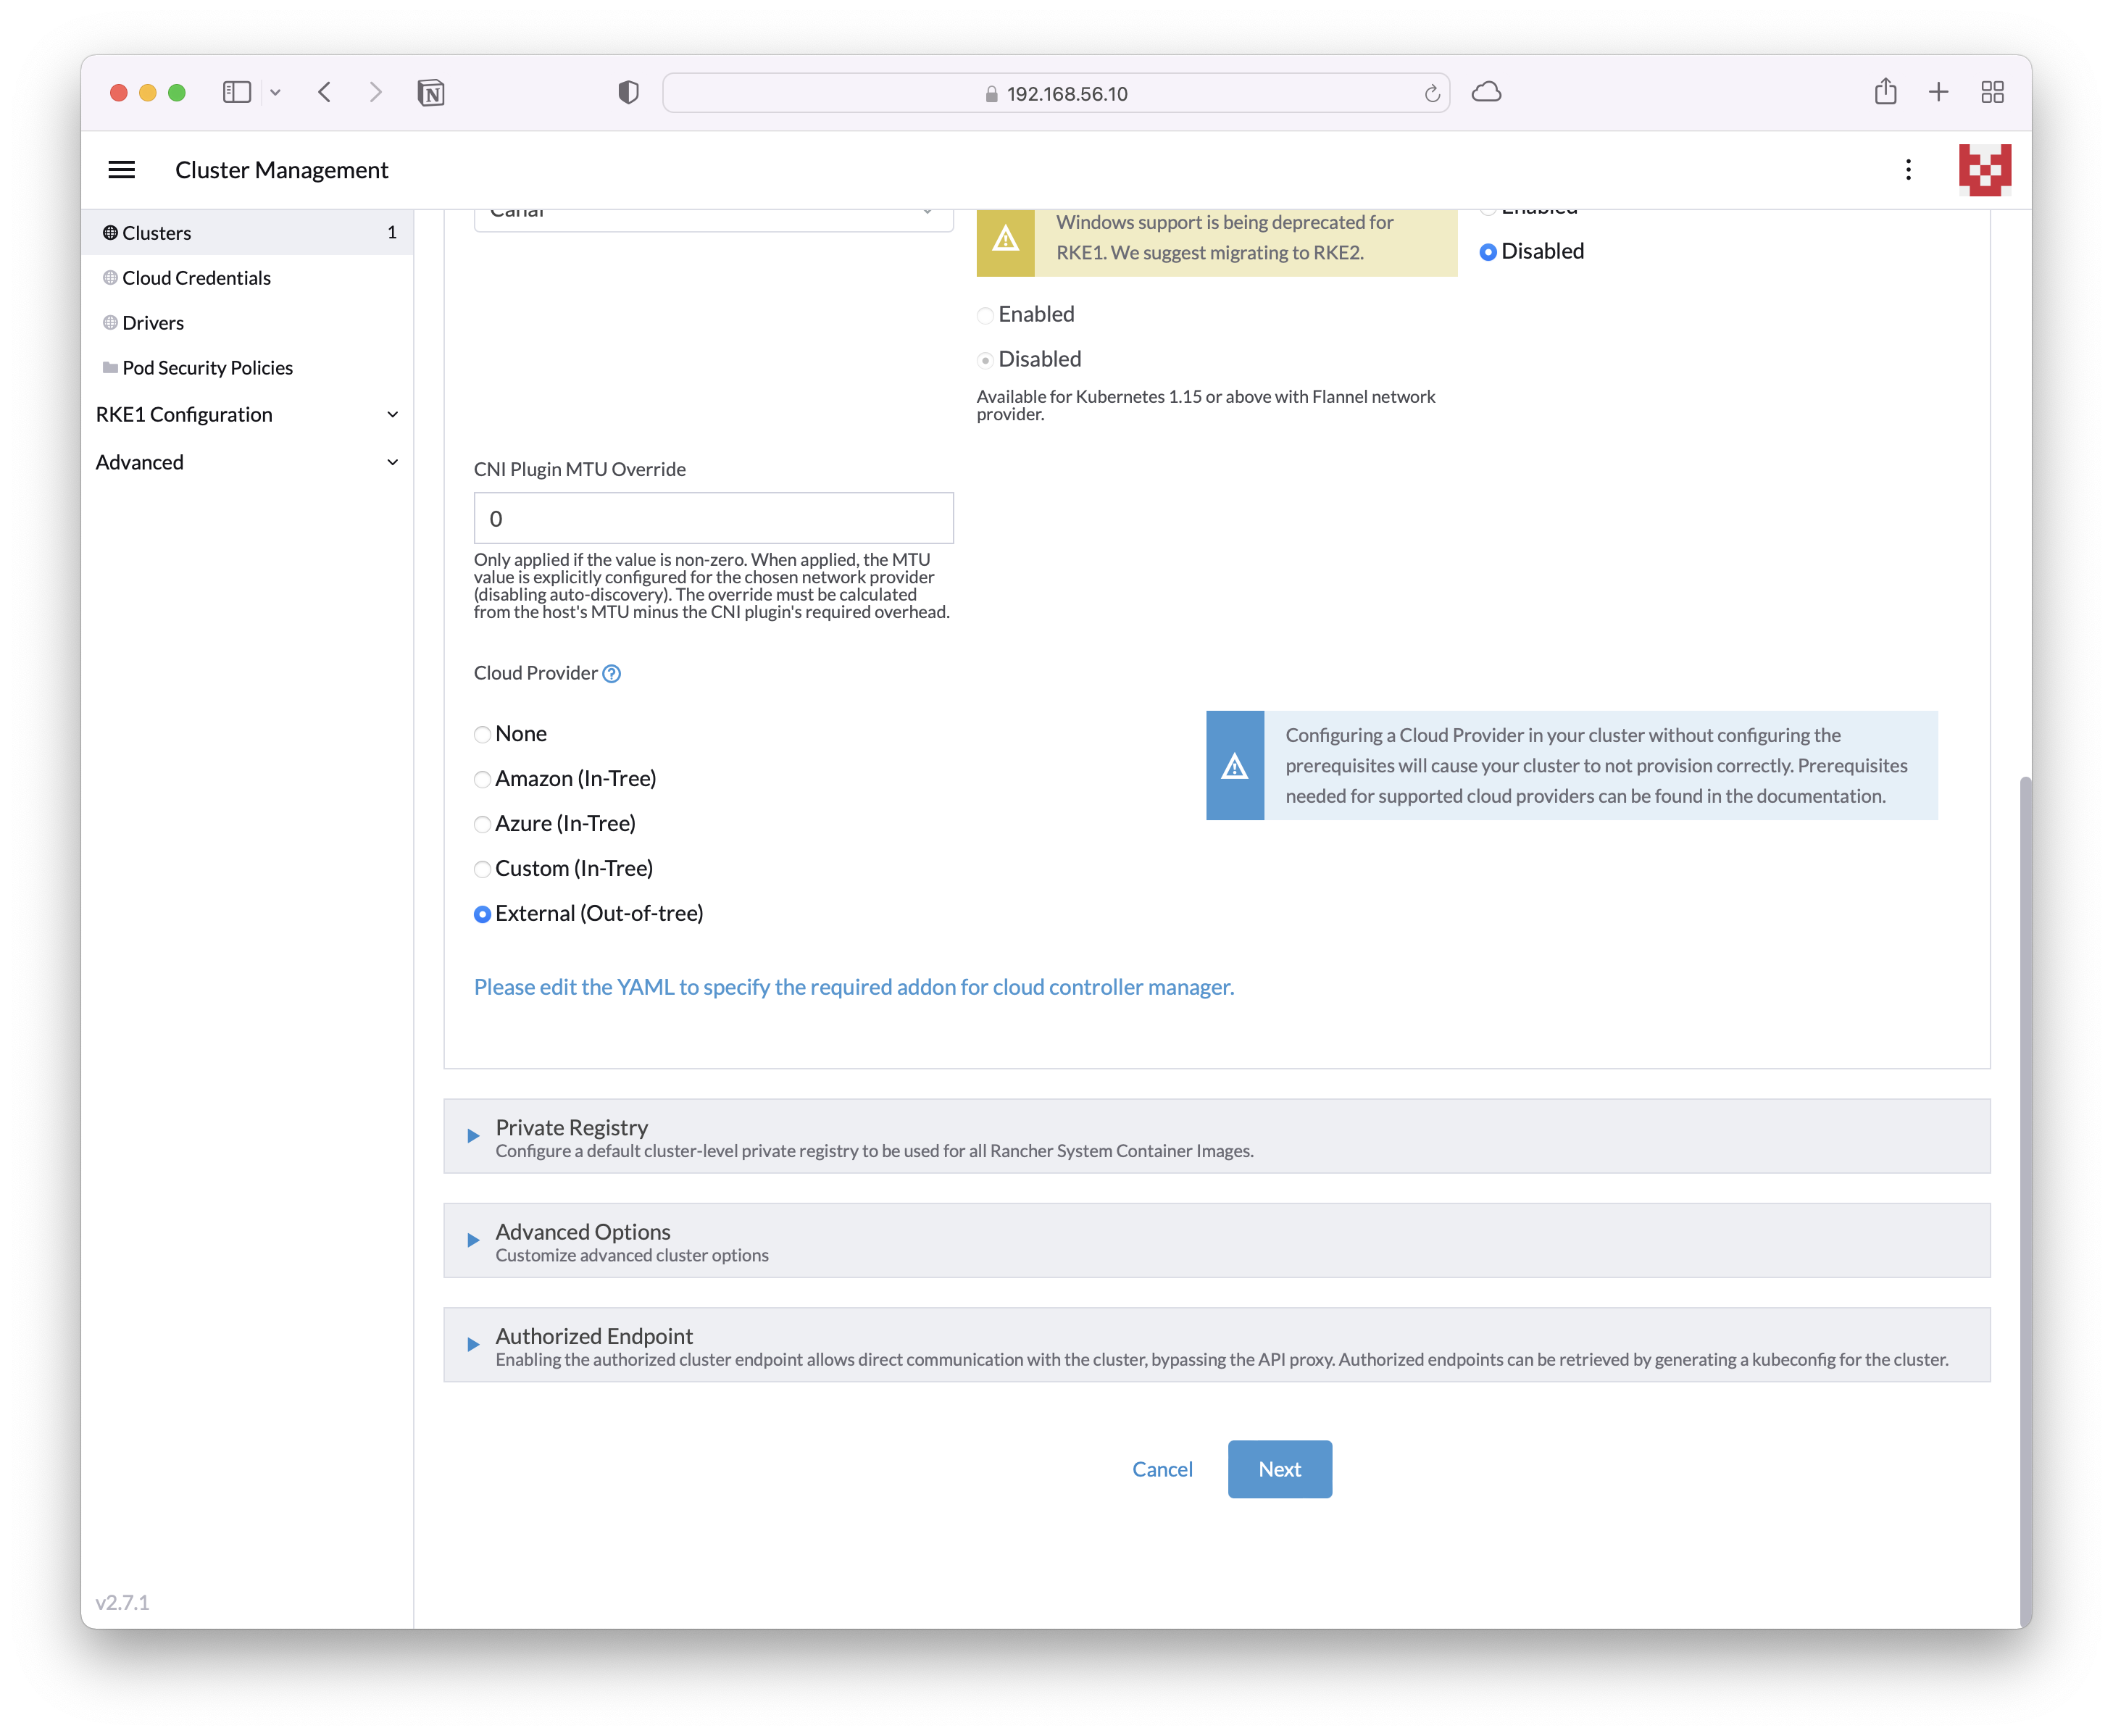 192.168.56.10
Cluster Management
Clusters 1
Cloud Credentials
Drivers
Pod Security Policies
RKE1 Configuration
Advanced
v2.7.1
Canal
Windows support is being deprecated for
RKE1. We suggest migrating to RKE2.
Enabled
Disabled
Available for Kubernetes 1.15 or above with Flannel network
provider.
Enabled
Disabled
CNI Plugin MTU Override
0
Only applied if the value is non-zero. When applied, the MTU
value is explicitly configured for the chosen network provider
(disabling auto-discovery). The override must be calculated
from the host's MTU minus the CNI plugin's required overhead.
Cloud Provider
None
Amazon (In-Tree)
Azure (In-Tree)
Custom (In-Tree)
External (Out-of-tree)
Configuring a Cloud Provider in your cluster without configuring the
prerequisites will cause your cluster to not provision correctly. Prerequisites
needed for supported cloud providers can be found in the documentation.
Please edit the YAML to specify the required addon for cloud controller manager.
Private Registry
Configure a default cluster-level private registry to be used for all Rancher System Container Images.
Advanced Options
Customize advanced cluster options
Authorized Endpoint
Enabling the authorized cluster endpoint allows direct communication with the cluster, bypassing the API proxy. Authorized endpoints can be retrieved by generating a kubeconfig for the cluster.
Cancel
Next